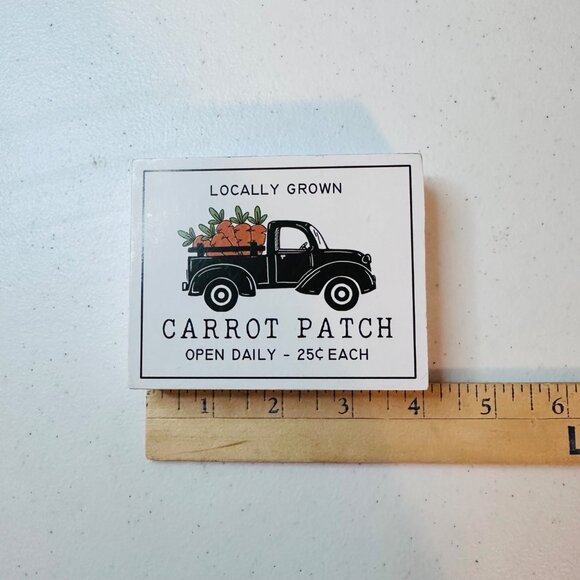 LOCALLY GROWN
CARROT PATCH
OPEN DAILY - 25¢ EACH
1 2 3 4 5 6
L